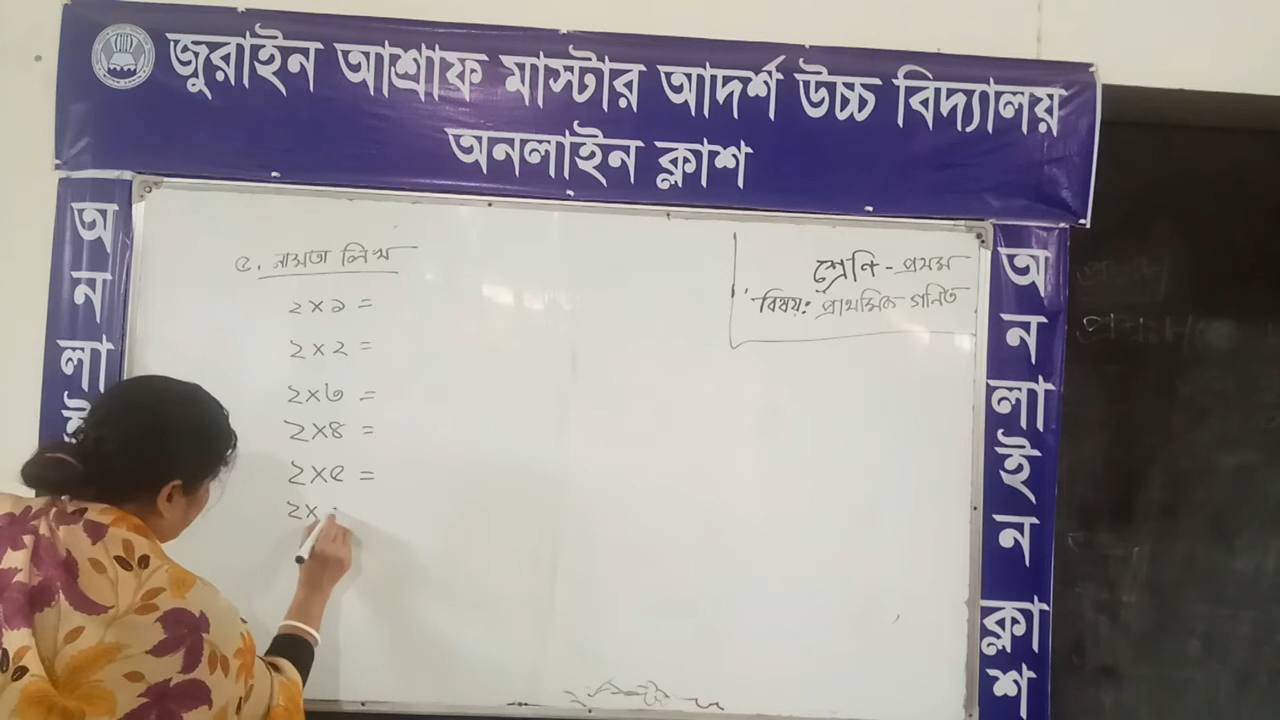 জুরাইন আশ্রাফ মাস্টার আদর্শ উচ্চ বিদ্যালয়
অনলাইন ক্লাশ
অনলাই
৫. নামতা লিখ
২×১ =
২×২ =
২×৩ =
২×৪ =
২×৫ =
২×
শ্রেণি - প্রথম
বিষয়: প্রাথমিক গনিত
অনলাইন ক্লাশ